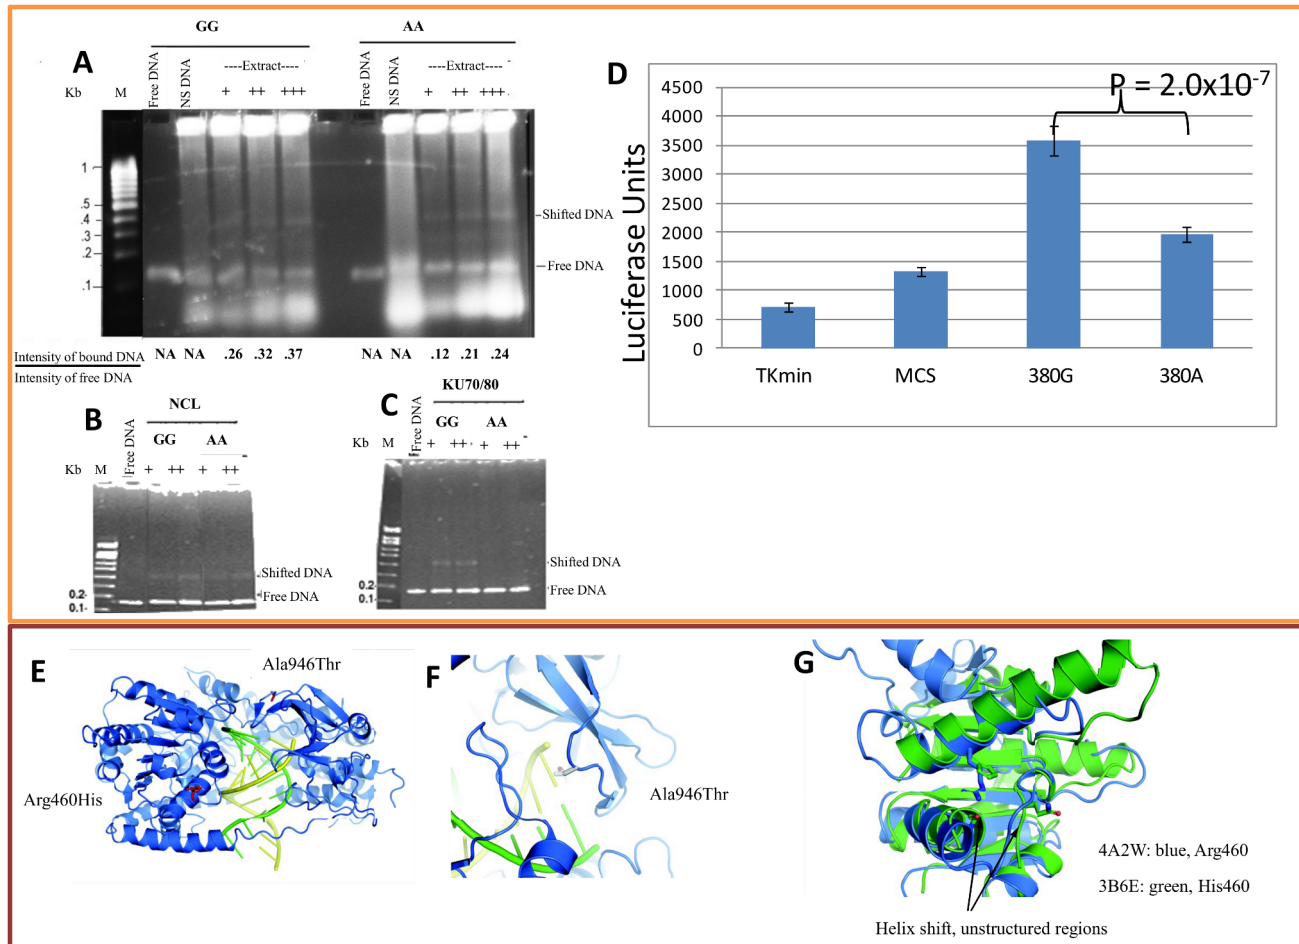 A
GG
AA
Free DNA
NS DNA
----Extract----
Free DNA
NS DNA
----Extract----
Kb
M
+
++
+++
+
++
+++
1
.5
.4
.3
.2
.1
Shifted DNA
Free DNA
Intensity of bound DNA
Intensity of free DNA
NA
NA
.26
.32
.37
NA
NA
.12
.21
.24
B
NCL
Free DNA
GG
AA
Kb
M
+
++
+
++
Shifted DNA
Free DNA
0.2-
0.1-
C
KU70/80
Free DNA
GG
AA
Kb
M
+
++
+
++
Shifted DNA
Free DNA
0.2
0.1
D
P = 2.0x10⁻⁷
Luciferase Units
4500
4000
3500
3000
2500
2000
1500
1000
500
0
TKmin
MCS
380G
380A
E
Ala946Thr
Arg460His
F
Ala946Thr
G
4A2W: blue, Arg460
3B6E: green, His460
Helix shift, unstructured regions